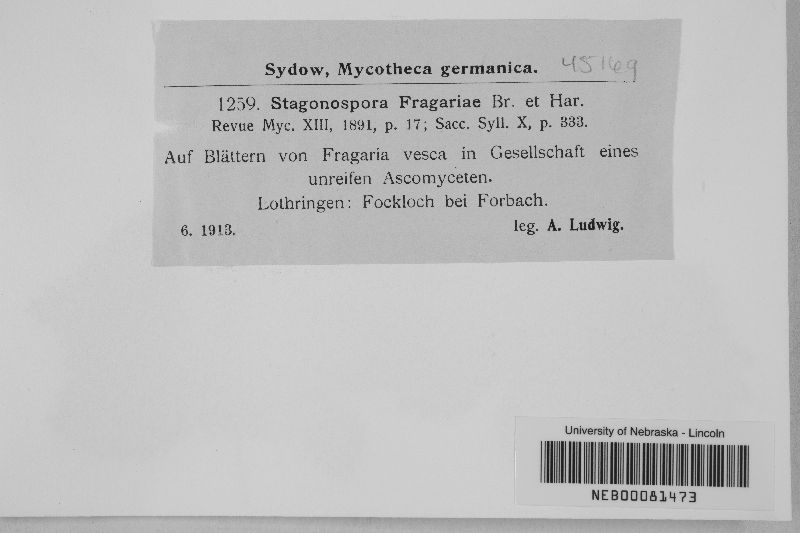 Sydow, Mycotheca germanica. 45169
1259. Stagonospora Fragariae Br. et Har.
Revue Myc. XIII, 1891, p. 17; Sacc. Syll. X, p. 333.
Auf Blättern von Fragaria vesca in Gesellschaft eines
unreifen Ascomyceten.
Lothringen: Fockloch bei Forbach.
6. 1913. leg. A. Ludwig.
University of Nebraska - Lincoln
NEB00081473